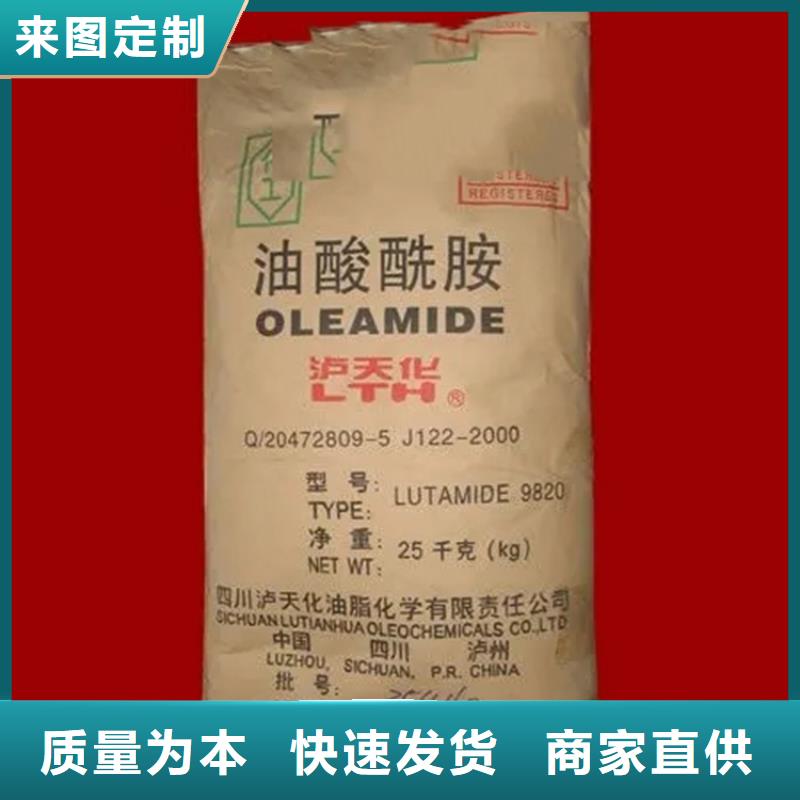 来图定制
REGISTERED
油酸酰胺
OLEAMIDE
泸天化
LTH ®
Q/20472809-5 J122-2000
型号: LUTAMIDE 9820
TYPE:
净重: 25 千克 (kg)
NET WT:
四川泸天化油脂化学有限责任公司
SICHUAN LUTIANHUA OLEOCHEMICALS CO.,LTD
中国 四川 泸州
LUZHOU, SICHUAN, P.R. CHINA
批号:
质量为本 快速发货 商家直供